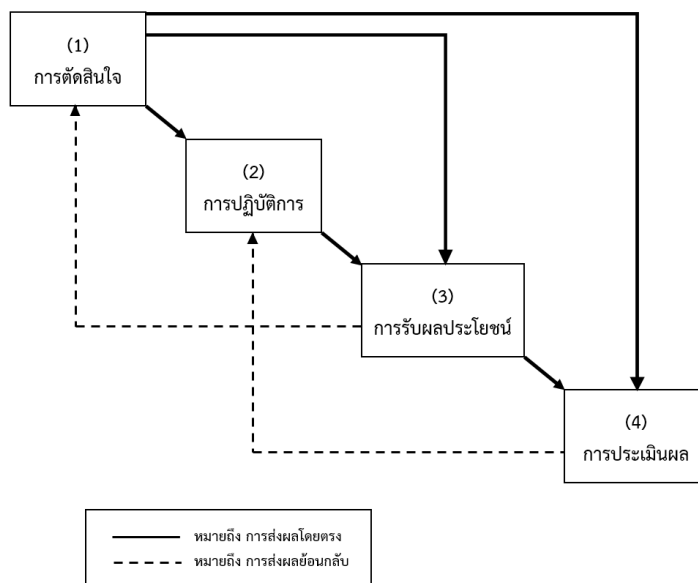 (1)
การตัดสินใจ
(2)
การปฏิบัติการ
(3)
การรับผลประโยชน์
(4)
การประเมินผล
หมายถึง การส่งผลโดยตรง
หมายถึง การส่งผลย้อนกลับ